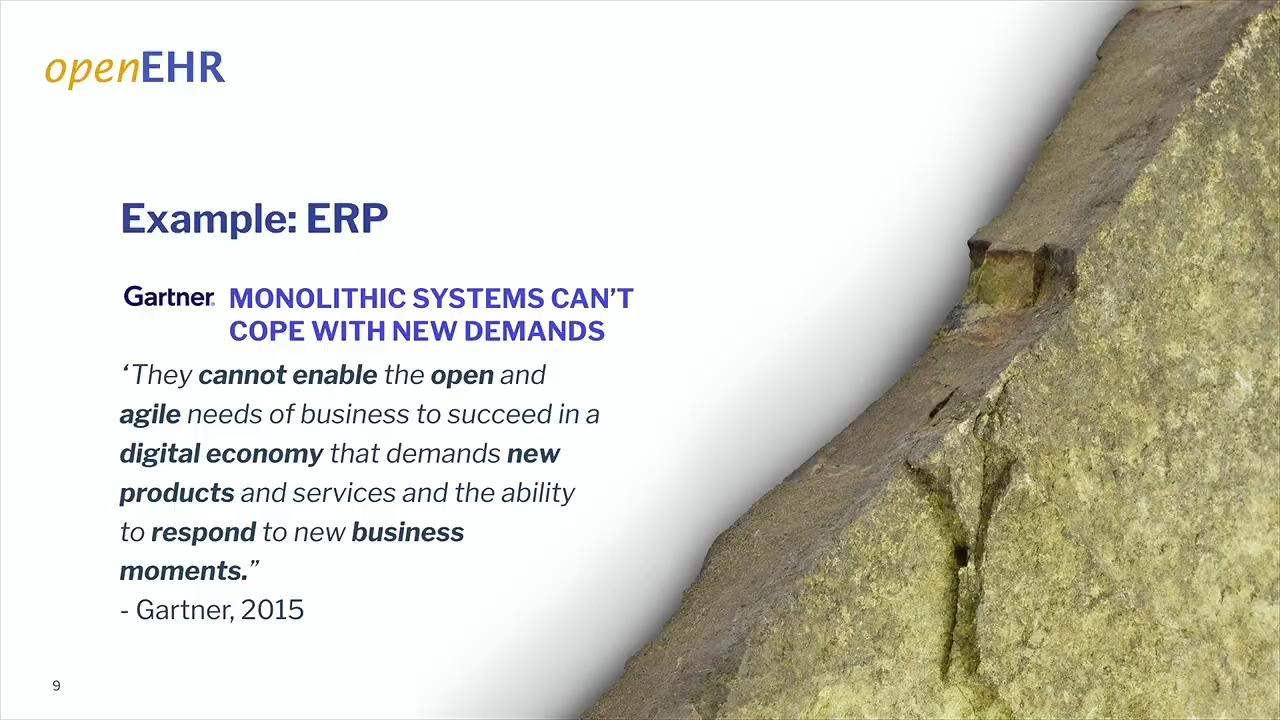 openEHR
Example: ERP
Gartner.
MONOLITHIC SYSTEMS CAN’T
COPE WITH NEW DEMANDS
‘They cannot enable the open and
agile needs of business to succeed in a
digital economy that demands new
products and services and the ability
to respond to new business
moments.”
- Gartner, 2015
9